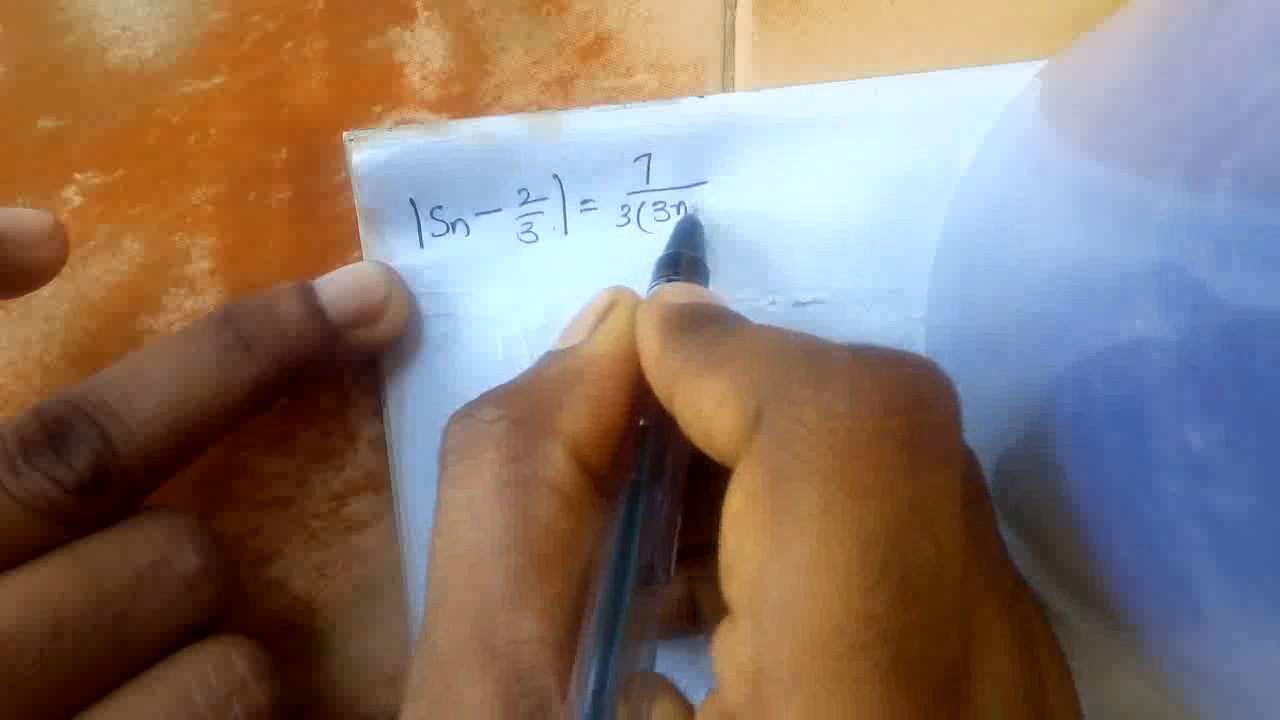 |Sn - 2/3| = 7/3(3n